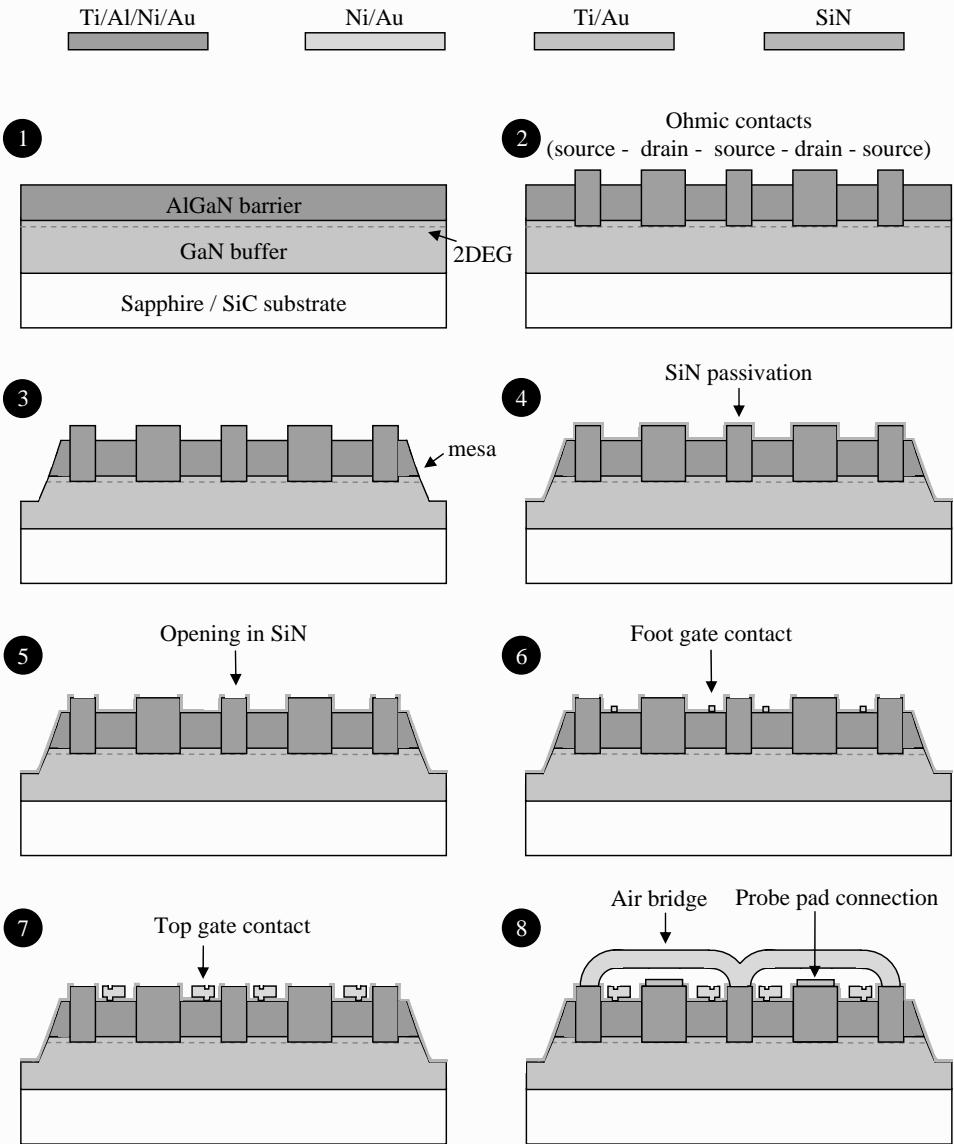 Ti/Al/Ni/Au
Ni/Au
Ti/Au
SiN
1
AlGaN barrier
GaN buffer
2DEG
Sapphire / SiC substrate
2
Ohmic contacts
(source - drain - source - drain - source)
3
mesa
4
SiN passivation
5
Opening in SiN
6
Foot gate contact
7
Top gate contact
8
Air bridge
Probe pad connection